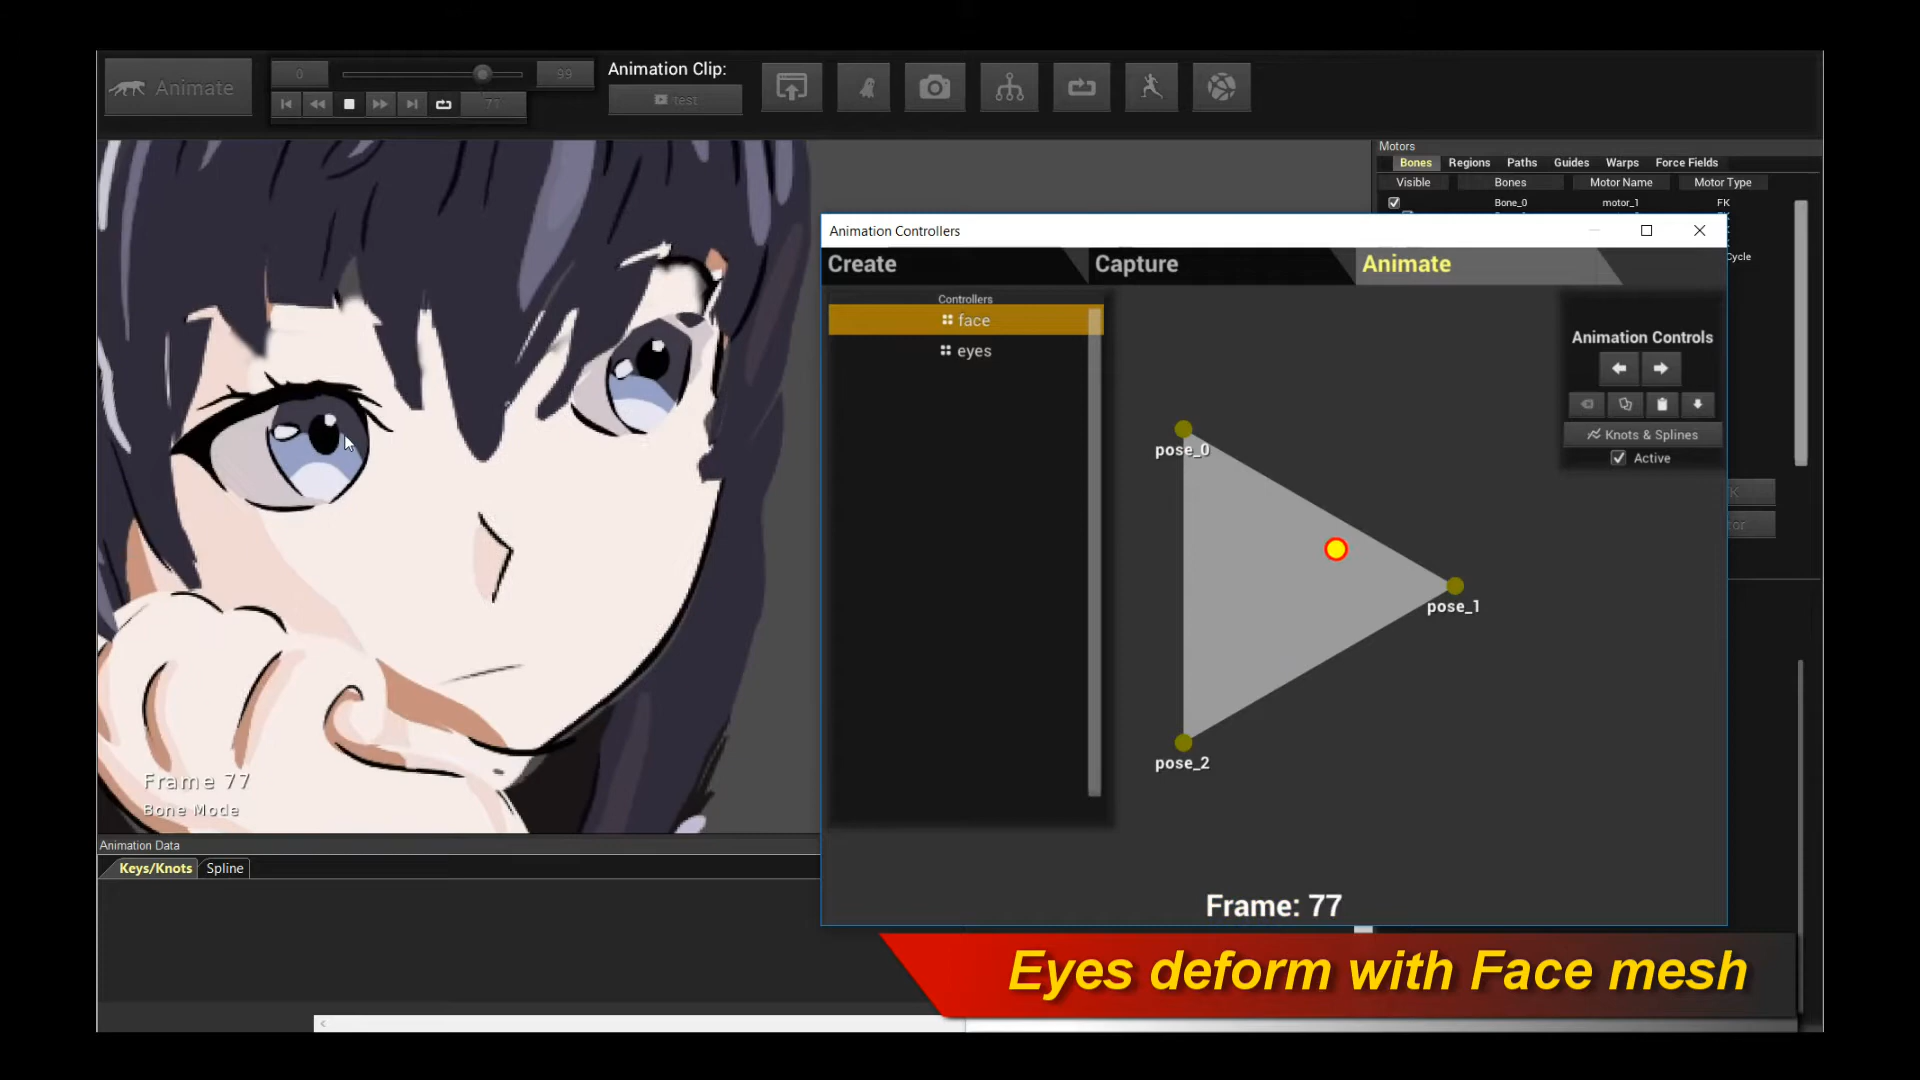 Animate
0
99
77
Animation Clip:
test
Motors
Bones Regions Paths Guides Warps Force Fields
Visible Bones Motor Name Motor Type
Bone_0 motor_1 FK
Cycle
Animation Controllers
Create Capture Animate
Controllers
face
eyes
Animation Controls
Knots & Splines
Active
pose_0
pose_1
pose_2
Frame: 77
Frame 77
Bone Mode
Animation Data
Keys/Knots Spline
Eyes deform with Face mesh